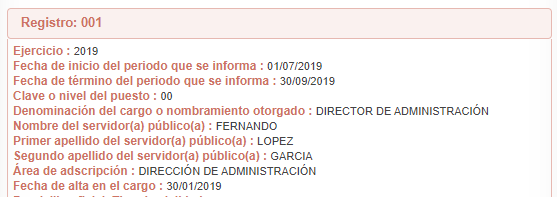 Registro: 001
Ejercicio : 2019
Fecha de inicio del periodo que se informa : 01/07/2019
Fecha de término del periodo que se informa : 30/09/2019
Clave o nivel del puesto : 00
Denominación del cargo o nombramiento otorgado : DIRECTOR DE ADMINISTRACIÓN
Nombre del servidor(a) público(a) : FERNANDO
Primer apellido del servidor(a) público(a) : LOPEZ
Segundo apellido del servidor(a) público(a) : GARCIA
Área de adscripción : DIRECCIÓN DE ADMINISTRACIÓN
Fecha de alta en el cargo : 30/01/2019